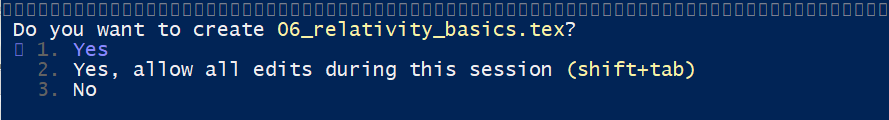 Do you want to create 06_relativity_basics.tex?
1. Yes
2. Yes, allow all edits during this session (shift+tab)
3. No